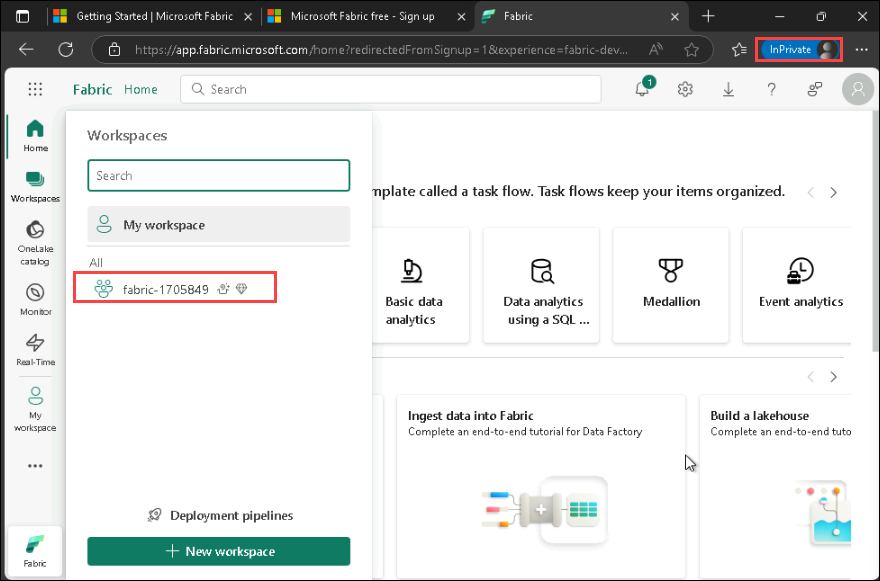 Getting Started | Microsoft Fabric
Microsoft Fabric free - Sign up
Fabric
https://app.fabric.microsoft.com/home?redirectedFromSignup=1&experience=fabric-dev...
InPrivate
Fabric
Home
Search
1
Home
Workspaces
OneLake
catalog
Monitor
Real-Time
My
workspace
Fabric
Workspaces
Search
My workspace
All
fabric-1705849
Deployment pipelines
New workspace
mplate called a task flow. Task flows keep your items organized.
Basic data
analytics
Data analytics
using a SQL ...
Medallion
Event analytics
Ingest data into Fabric
Complete an end-to-end tutorial for Data Factory
Build a lakehouse
Complete an end-to-end tuto